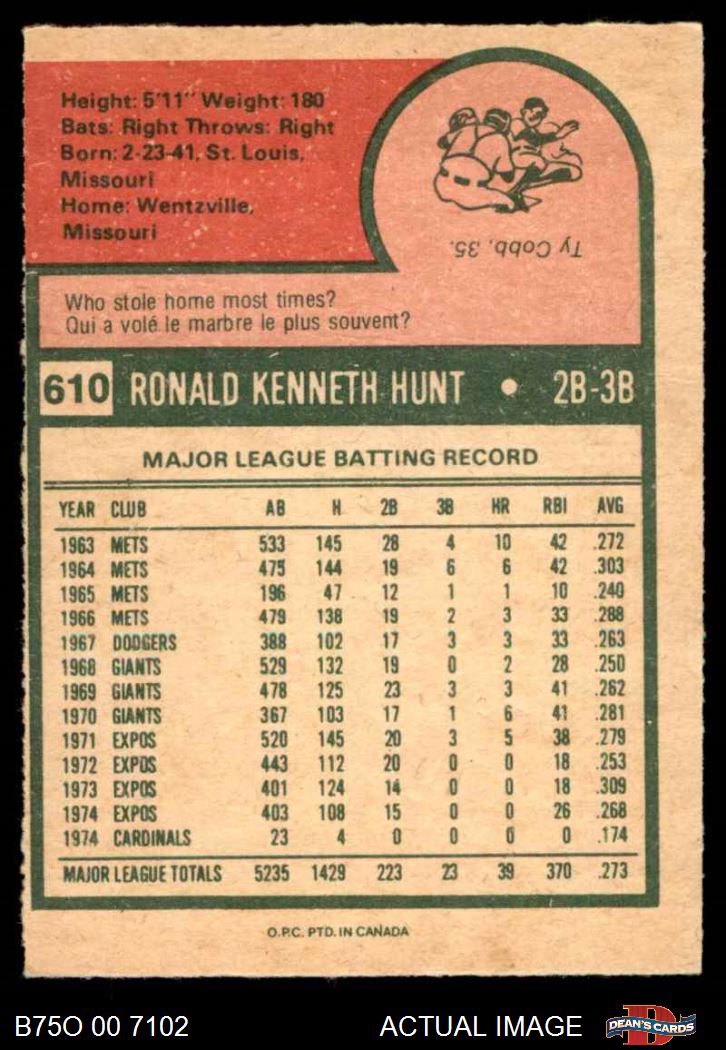 Height: 5'11" Weight: 180
Bats: Right Throws: Right
Born: 2-23-41, St. Louis,
Missouri
Home: Wentzville,
Missouri
Ty Cobb, 35.
Who stole home most times?
Qui a volé le marbre le plus souvent?
610 RONALD KENNETH HUNT • 2B-3B
MAJOR LEAGUE BATTING RECORD
YEAR CLUB AB H 2B 3B HR RBI AVG
1963 METS 533 145 28 4 10 42 .272
1964 METS 475 144 19 6 6 42 .303
1965 METS 196 47 12 1 1 10 .240
1966 METS 479 138 19 2 3 33 .288
1967 DODGERS 388 102 17 3 3 33 .263
1968 GIANTS 529 132 19 0 2 28 .250
1969 GIANTS 478 125 23 3 3 41 .262
1970 GIANTS 367 103 17 1 6 41 .281
1971 EXPOS 520 145 20 3 5 38 .279
1972 EXPOS 443 112 20 0 0 18 .253
1973 EXPOS 401 124 14 0 0 18 .309
1974 EXPOS 403 108 15 0 0 26 .268
1974 CARDINALS 23 4 0 0 0 0 .174
MAJOR LEAGUE TOTALS 5235 1429 223 23 39 370 .273
O.P.C. PTD. IN CANADA
B75O 00 7102 ACTUAL IMAGE D DEAN'S CARDS